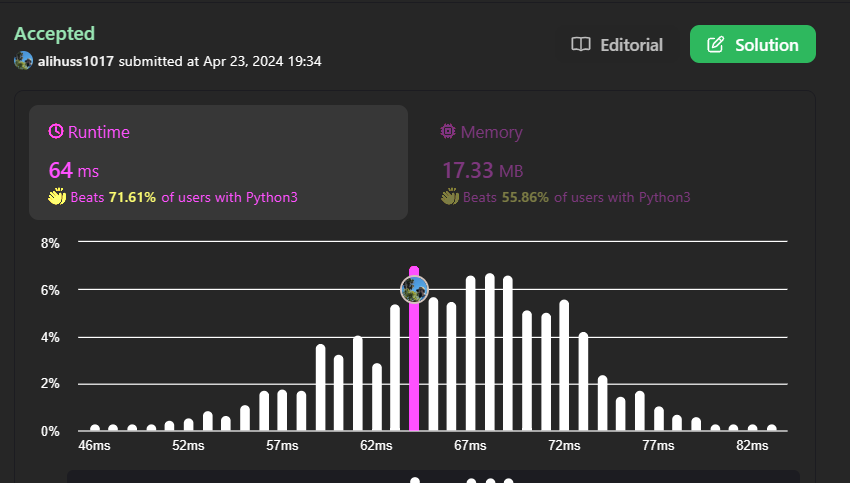 Accepted
alihuss1017 submitted at Apr 23, 2024 19:34
Editorial
Solution
Runtime
64 ms
Beats 71.61% of users with Python3
Memory
17.33 MB
Beats 55.86% of users with Python3
8%
6%
4%
2%
0%
46ms 52ms 57ms 62ms 67ms 72ms 77ms 82ms